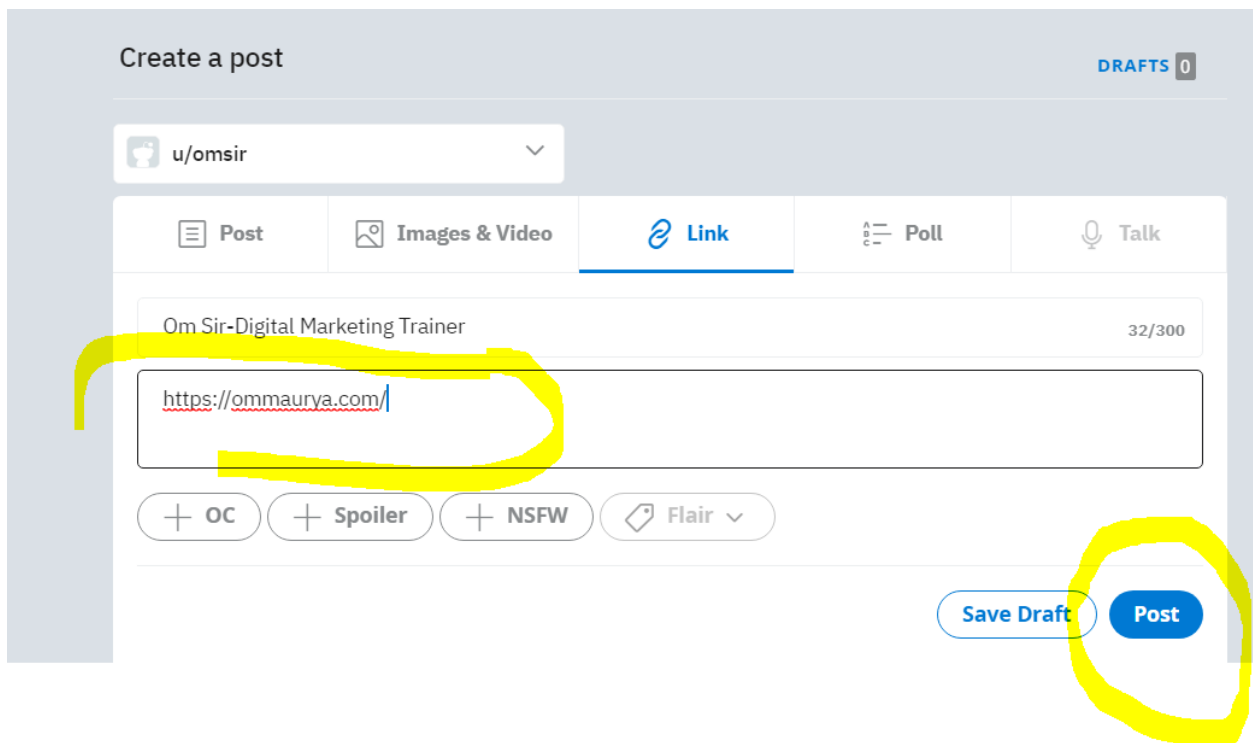 Create a post
DRAFTS 0
u/omsir
Post Images & Video Link Poll Talk
Om Sir-Digital Marketing Trainer 32/300
https://ommaurya.com/
OC Spoiler NSFW Flair
Save Draft Post